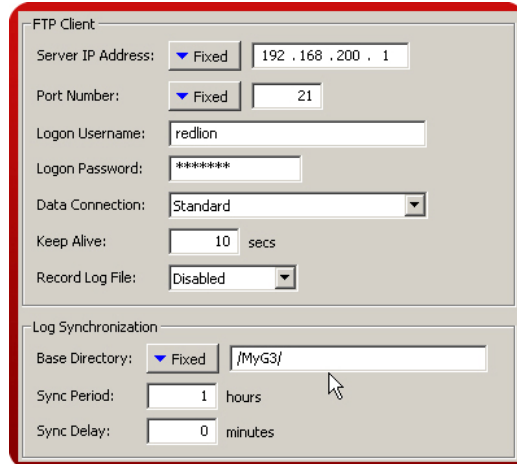 FTP Client
Server IP Address: Fixed 192 . 168 . 200 . 1
Port Number: Fixed 21
Logon Username: redlion
Logon Password: *******
Data Connection: Standard
Keep Alive: 10 secs
Record Log File: Disabled
Log Synchronization
Base Directory: Fixed /MyG3/
Sync Period: 1 hours
Sync Delay: 0 minutes